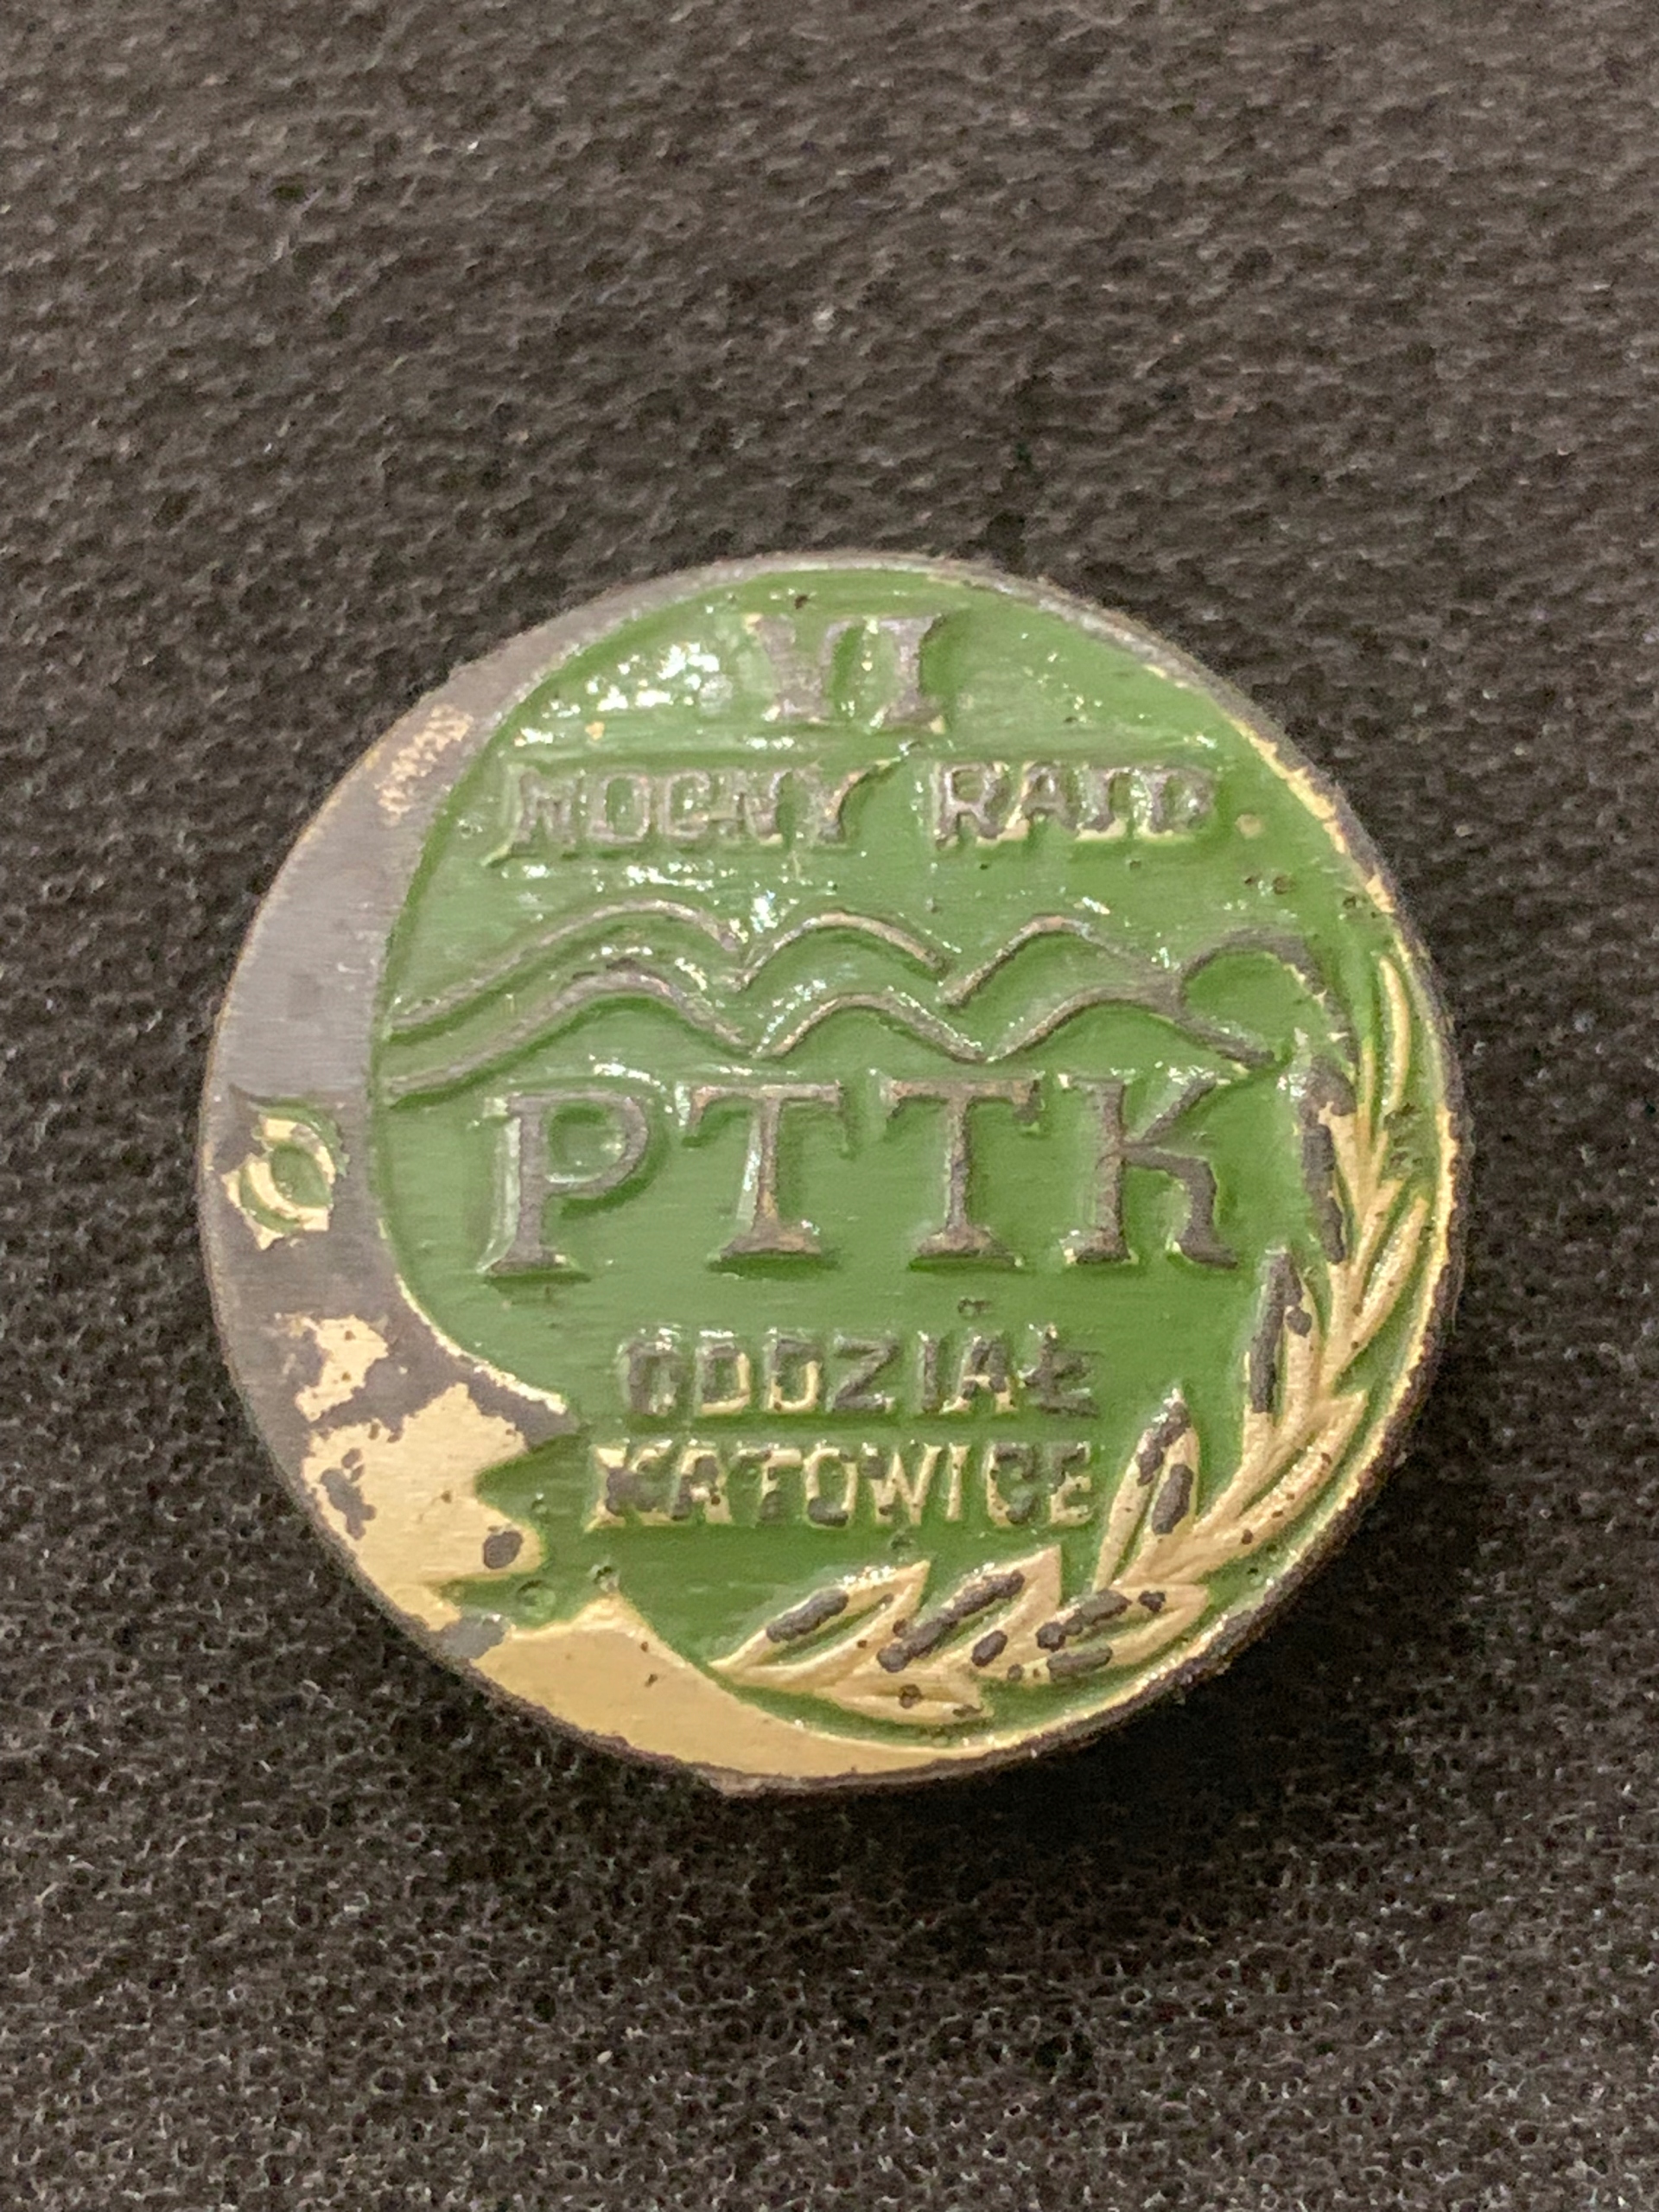 VI
NOCNY RAJD
PTTK
ODDZIAŁ
KATOWICE